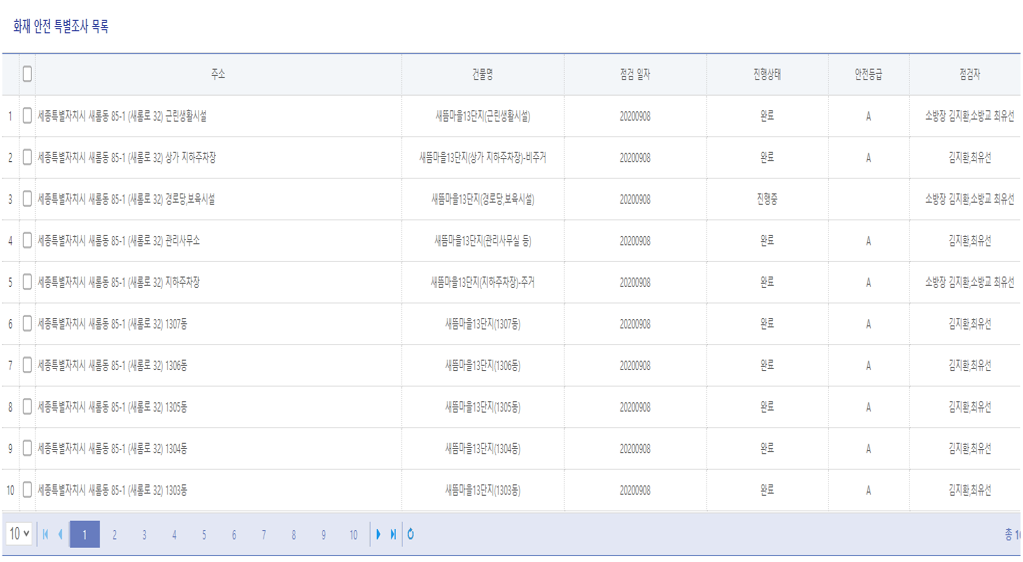 화재 안전 특별조사 목록
주소 건물명 점검 일자 진행상태 안전등급 점검자
1 세종특별자치시 새롬동 85-1 (새롬로 32) 근린생활시설 새뜸마을13단지(근린생활시설) 20200908 완료 A 소방장 김지환,소방교 최유선
2 세종특별자치시 새롬동 85-1 (새롬로 32) 상가 지하주차장 새뜸마을13단지(상가 지하주차장)-비주거 20200908 완료 A 김지환,최유선
3 세종특별자치시 새롬동 85-1 (새롬로 32) 경로당,보육시설 새뜸마을13단지(경로당,보육시설) 20200908 진행중 소방장 김지환,소방교 최유선
4 세종특별자치시 새롬동 85-1 (새롬로 32) 관리사무소 새뜸마을13단지(관리사무실 등) 20200908 완료 A 김지환,최유선
5 세종특별자치시 새롬동 85-1 (새롬로 32) 지하주차장 새뜸마을13단지(지하주차장)-주거 20200908 완료 A 소방장 김지환,소방교 최유선
6 세종특별자치시 새롬동 85-1 (새롬로 32) 1307동 새뜸마을13단지(1307동) 20200908 완료 A 김지환,최유선
7 세종특별자치시 새롬동 85-1 (새롬로 32) 1306동 새뜸마을13단지(1306동) 20200908 완료 A 김지환,최유선
8 세종특별자치시 새롬동 85-1 (새롬로 32) 1305동 새뜸마을13단지(1305동) 20200908 완료 A 김지환,최유선
9 세종특별자치시 새롬동 85-1 (새롬로 32) 1304동 새뜸마을13단지(1304동) 20200908 완료 A 김지환,최유선
10 세종특별자치시 새롬동 85-1 (새롬로 32) 1303동 새뜸마을13단지(1303동) 20200908 완료 A 김지환,최유선
10 1 2 3 4 5 6 7 8 9 10 총